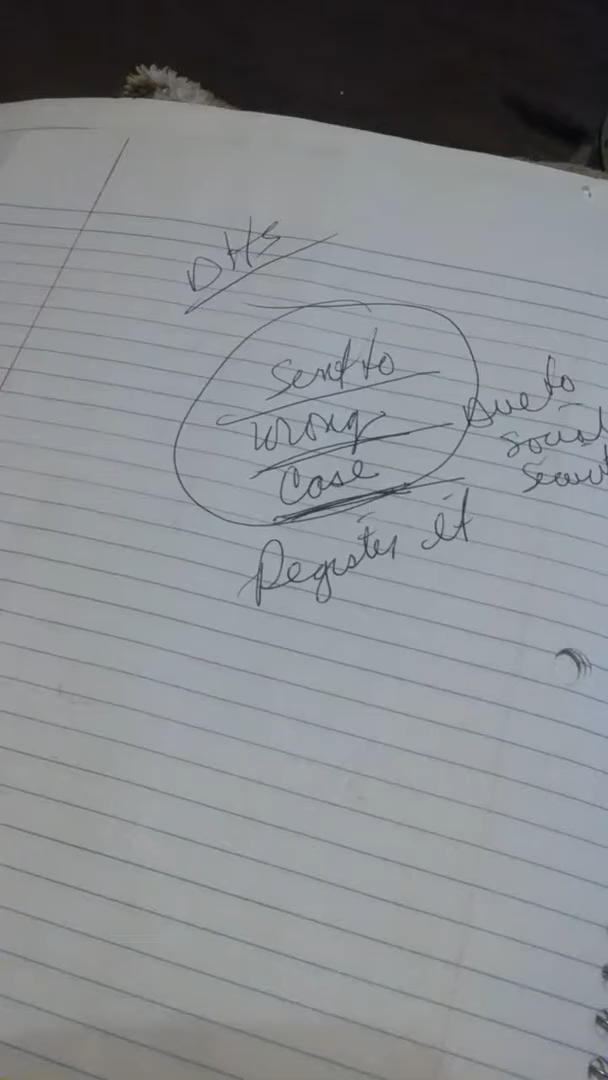 DHS
Sent to
wrong
Case
Due to
Social
Register it